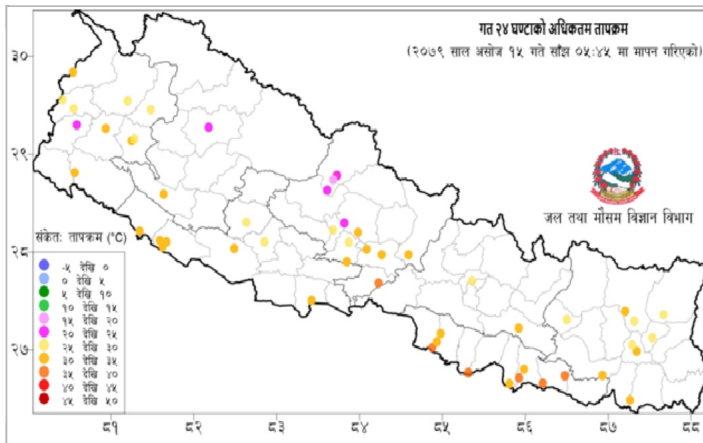 गत २४ घण्टाको अधिकतम तापक्रम
(२०७९ साल असोज १५ गते साँझ ०५:४५ मा मापन गरिएको)
३०
२९
२८
२७
जल तथा मौसम विज्ञान विभाग
संकेत: तापक्रम (°C)
-५ देखि ०
० देखि ५
५ देखि १०
१० देखि १५
१५ देखि २०
२० देखि २५
२५ देखि ३०
३० देखि ३५
३५ देखि ४०
४० देखि ४५
४५ देखि ५०
८१ ८२ ८३ ८४ ८५ ८६ ८७ ८८